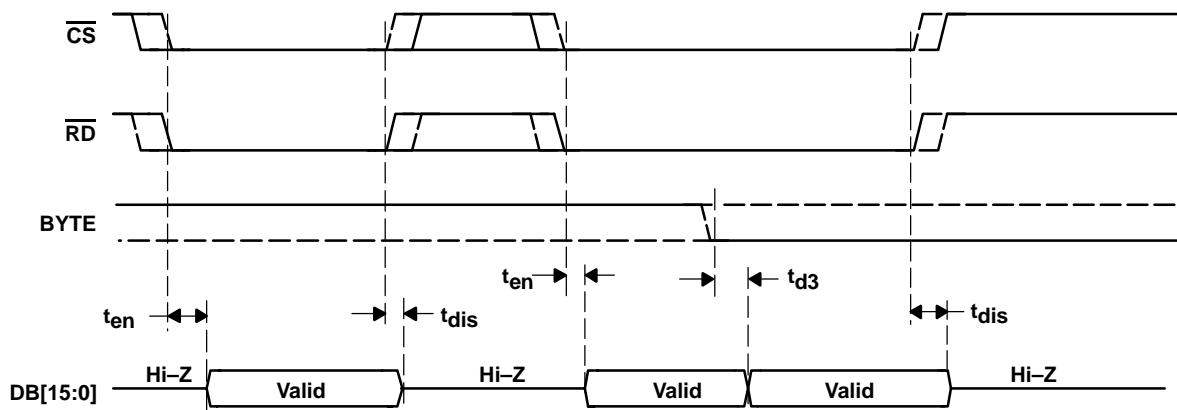 CS
RD
BYTE
ten
td3
ten
tdis
tdis
Hi–Z
Hi–Z
Hi–Z
DB[15:0]
Valid
Valid
Valid